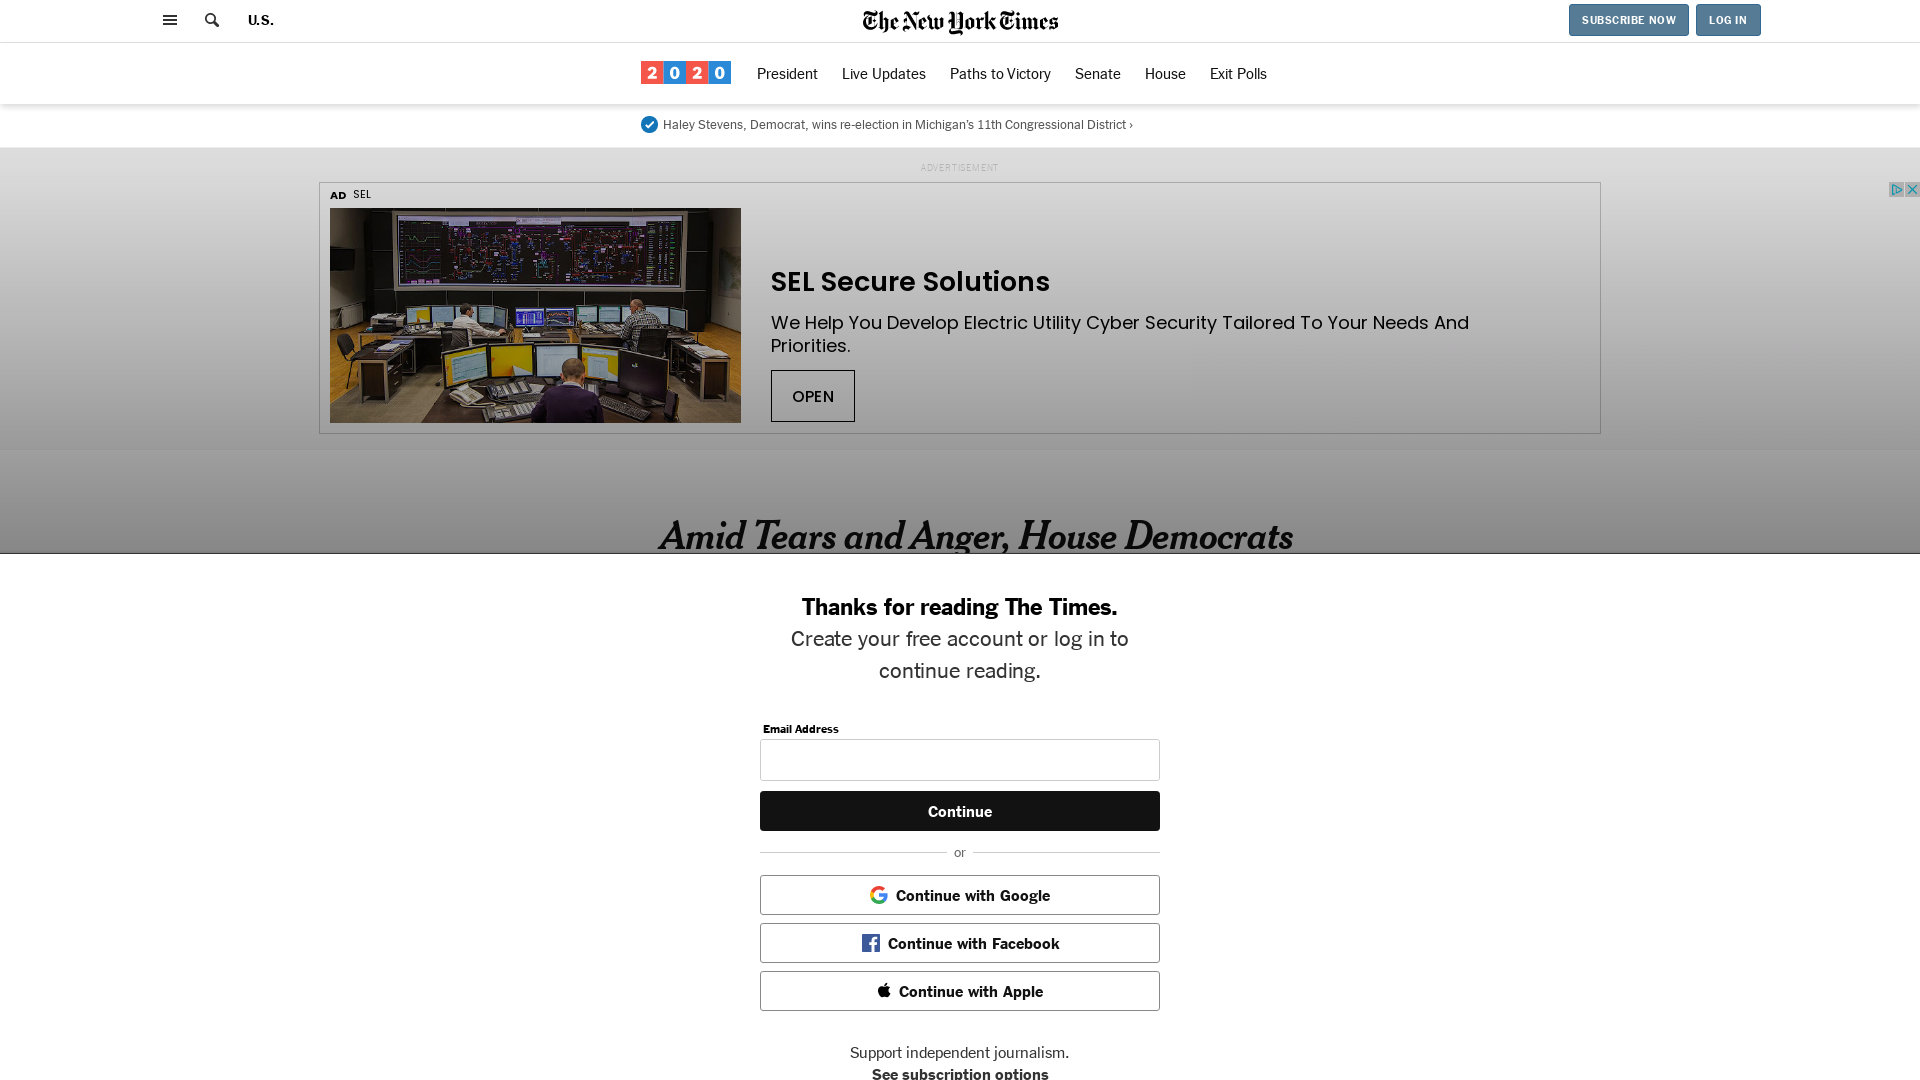 U.S.
The New York Times
SUBSCRIBE NOW
LOG IN
2020
President
Live Updates
Paths to Victory
Senate
House
Exit Polls
Haley Stevens, Democrat, wins re-election in Michigan’s 11th Congressional District ›
ADVERTISEMENT
AD SEL
SEL Secure Solutions
We Help You Develop Electric Utility Cyber Security Tailored To Your Needs And
Priorities.
OPEN
Amid Tears and Anger, House Democrats
Thanks for reading The Times.
Create your free account or log in to
continue reading.
Email Address
Continue
or
Continue with Google
Continue with Facebook
Continue with Apple
Support independent journalism.
See subscription options